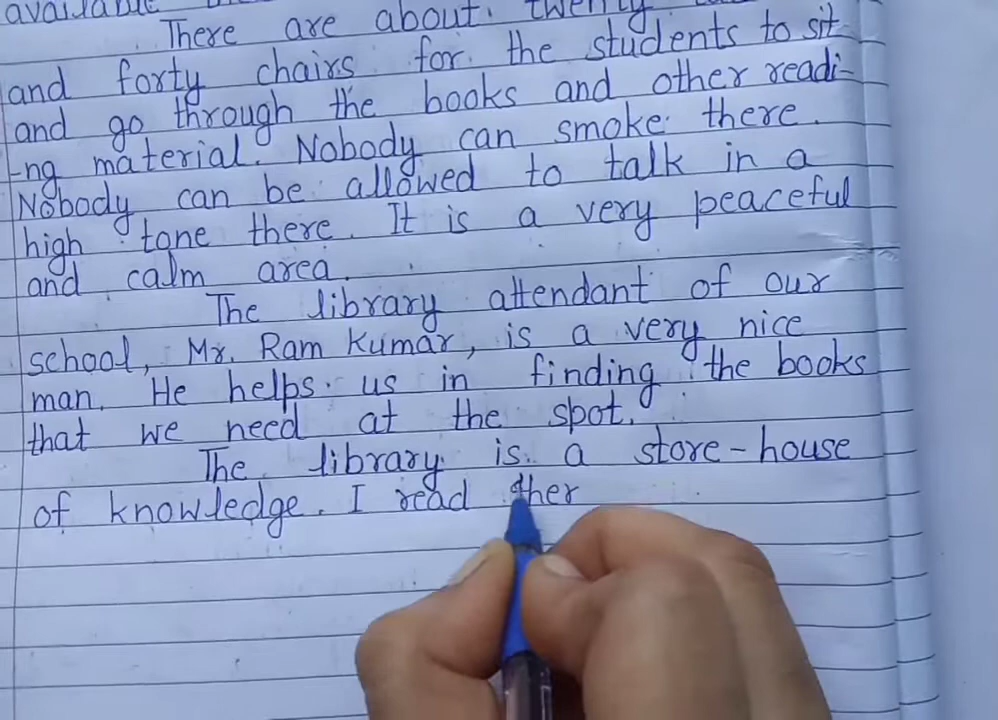 available
There are about twenty
and forty chairs for the students to sit
and go through the books and other readi-
-ng material. Nobody can smoke there.
Nobody can be allowed to talk in a
high tone there. It is a very peaceful
and calm area.
The library attendant of our
school, Mr. Ram Kumar, is a very nice
man. He helps us in finding the books
that we need at the spot.
The library is a store-house
of knowledge. I read ther